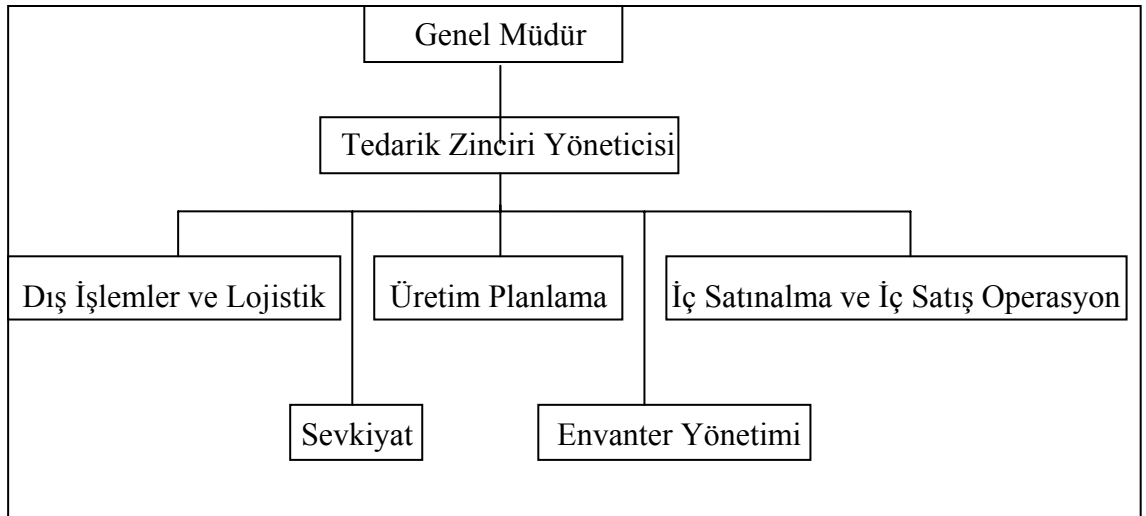 Genel Müdür
Tedarik Zinciri Yöneticisi
Dış İşlemler ve Lojistik
Üretim Planlama
İç Satınalma ve İç Satış Operasyon
Sevkiyat
Envanter Yönetimi